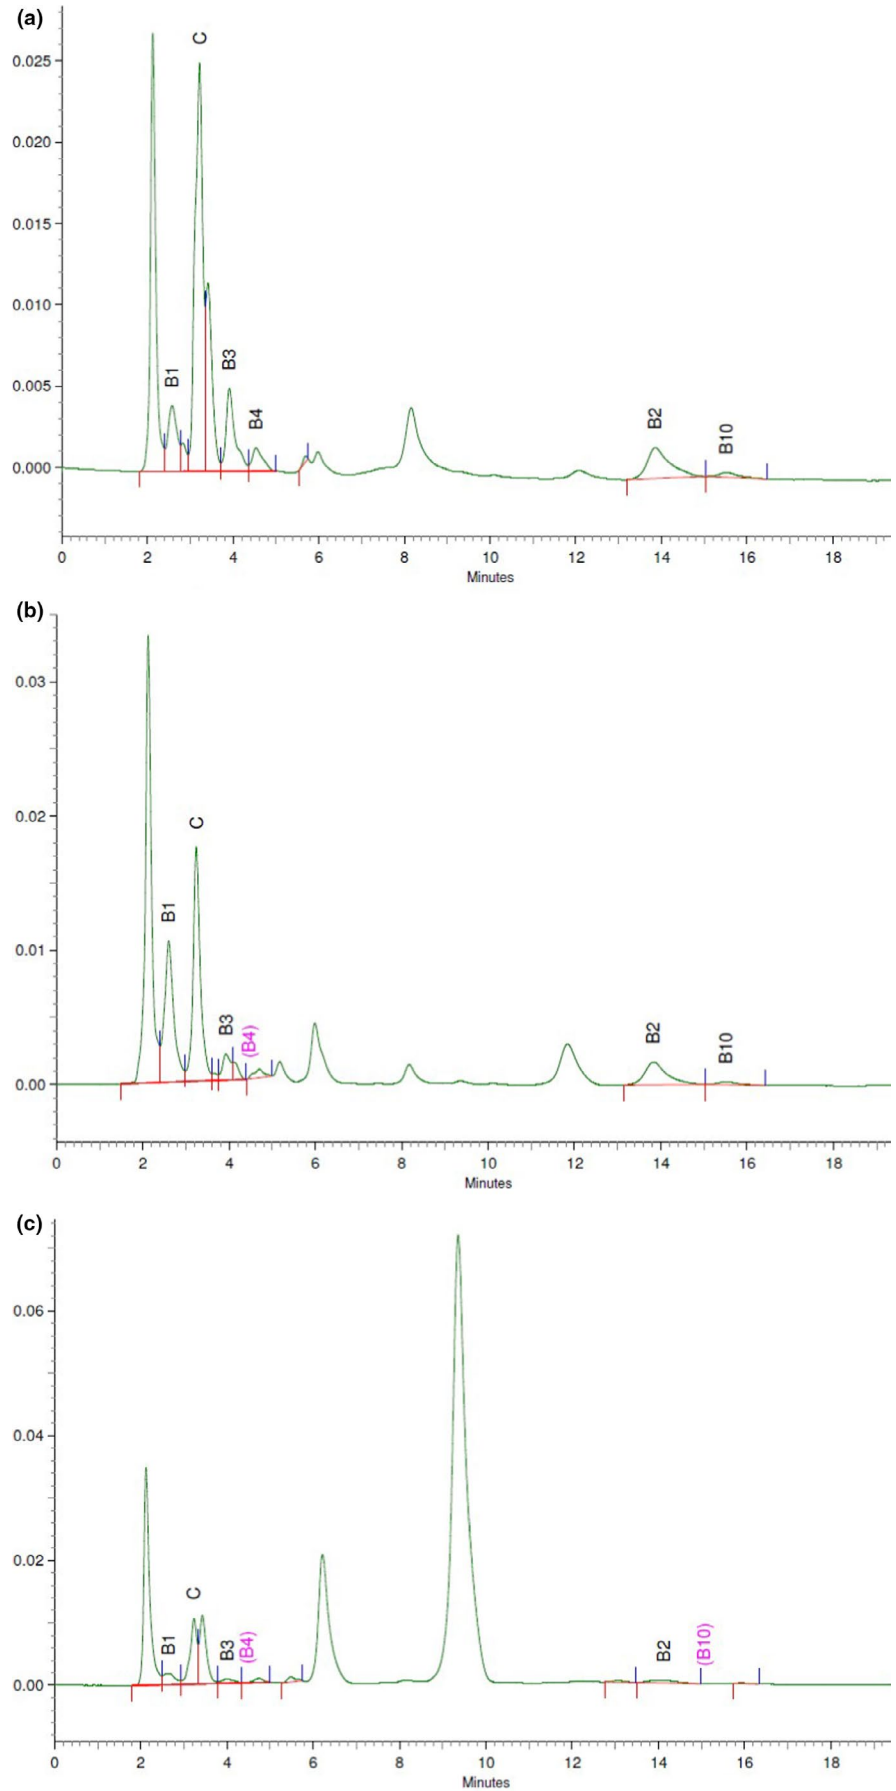 (a)
C
0.025
0.020
0.015
0.010
B3
B1
0.005
B4
B2
B10
0.000
0 2 4 6 8 10 12 14 16 18
Minutes
(b)
0.03
0.02
C
B1
0.01
B3
(B4)
B2
B10
0.00
0 2 4 6 8 10 12 14 16 18
Minutes
(c)
0.06
0.04
0.02
C
B1
B3
(B4)
B2
(B10)
0.00
0 2 4 6 8 10 12 14 16 18
Minutes